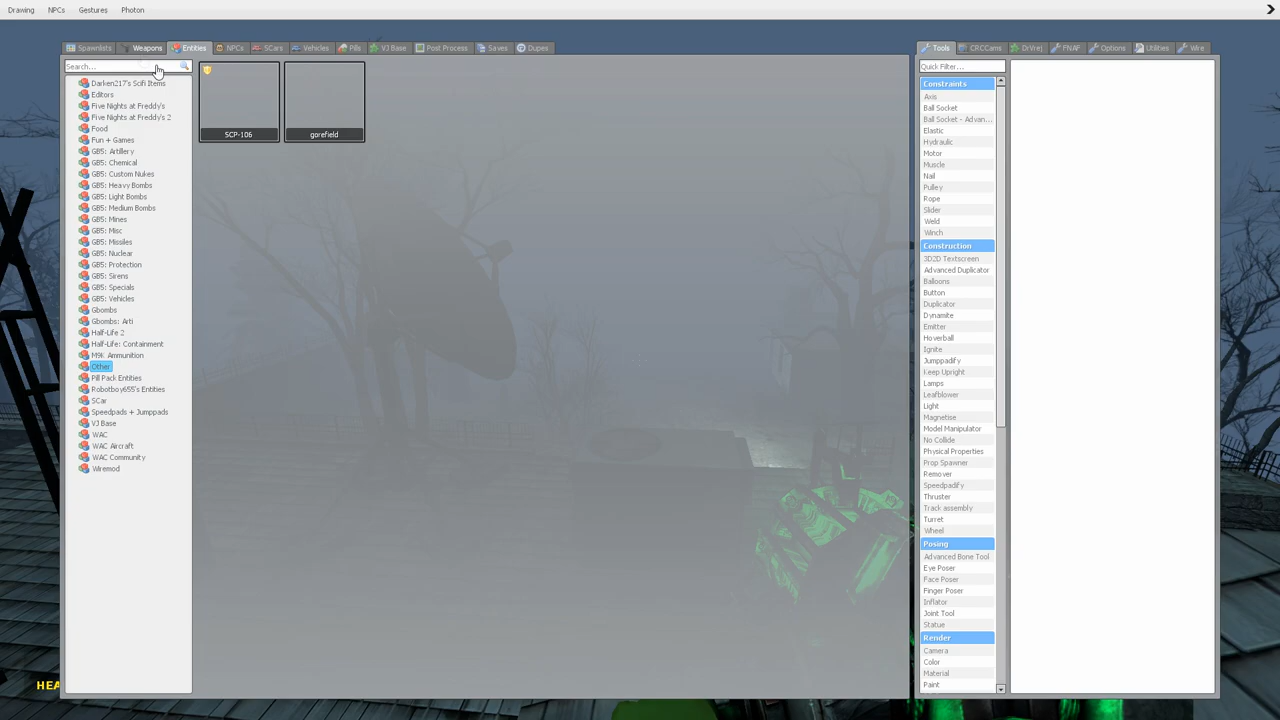 Drawing NPCs Gestures Photon
Spawnlists Weapons Entities NPCs SCars Vehicles Pills VJ Base Post Process Saves Dupes
Search...
Darken217's Scifi Items
Editors
Five Nights at Freddy's
Five Nights at Freddy's 2
Food
Fun + Games
GB5: Artillery
GB5: Chemical
GB5: Custom Nukes
GB5: Heavy Bombs
GB5: Light Bombs
GB5: Medium Bombs
GB5: Mines
GB5: Misc
GB5: Missiles
GB5: Nuclear
GB5: Protection
GB5: Sirens
GB5: Specials
GB5: Vehicles
Gbombs
Gbombs: Arti
Half-Life 2
Half-Life: Containment
M9K Ammunition
Other
Pill Pack Entities
Robotboy655's Entities
SCar
Speedpads + Jumppads
VJ Base
WAC
WAC Aircraft
WAC Community
Wiremod
SCP-106
gorefield
HEA
Tools CRCCams DrVrej FNAF Options Utilities Wire
Quick Filter...
Constraints
Axis
Ball Socket
Ball Socket - Advan...
Elastic
Hydraulic
Motor
Muscle
Nail
Pulley
Rope
Slider
Weld
Winch
Construction
3D2D Textscreen
Advanced Duplicator
Balloons
Button
Duplicator
Dynamite
Emitter
Hoverball
Ignite
Jumppadify
Keep Upright
Lamps
Leafblower
Light
Magnetise
Model Manipulator
No Collide
Physical Properties
Prop Spawner
Remover
Speedpadify
Thruster
Track assembly
Turret
Wheel
Posing
Advanced Bone Tool
Eye Poser
Face Poser
Finger Poser
Inflator
Joint Tool
Statue
Render
Camera
Color
Material
Paint